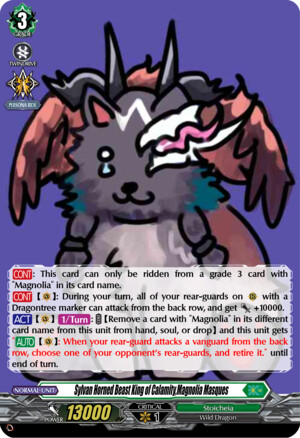 3
GRADE
TWINDRIVE
PERSONA RIDE
CONT: This card can only be ridden from a grade 3 card with
"Magnolia" in its card name.
CONT【】: During your turn, all of your rear-guards on with a
Dragontree marker can attack from the back row, and get +10000.
ACT【】1/Turn: [Remove a card with "Magnolia" in its different
card name from this unit from hand, soul, or drop] and this unit gets
"AUTO【】: When your rear-guard attacks a vanguard from the back
row, choose one of your opponent's rear-guards, and retire it." until
end of turn.
NORMAL UNIT
Sylvan Horned Beast King of Calamity,Magnolia Masques
POWER 13000
CRITICAL
1
Stoicheia
Wild Dragon